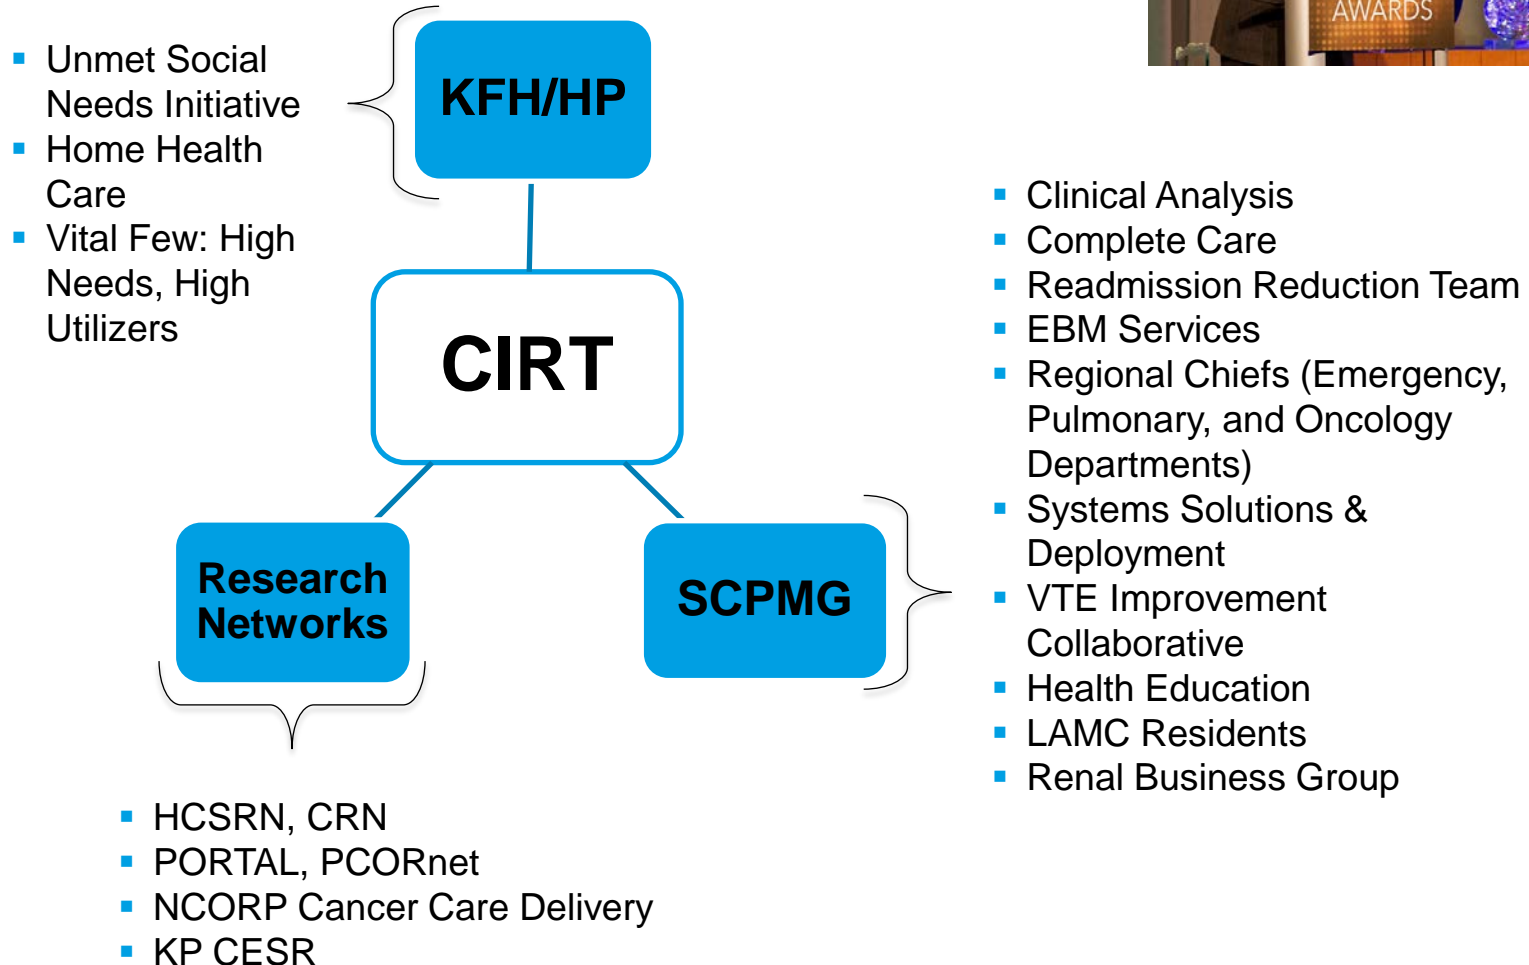 AWARDS
Unmet Social
Needs Initiative
Home Health
Care
Vital Few: High
Needs, High
Utilizers
KFH/HP
CIRT
Research
Networks
SCPMG
Clinical Analysis
Complete Care
Readmission Reduction Team
EBM Services
Regional Chiefs (Emergency,
Pulmonary, and Oncology
Departments)
Systems Solutions &
Deployment
VTE Improvement
Collaborative
Health Education
LAMC Residents
Renal Business Group
HCSRN, CRN
PORTAL, PCORnet
NCORP Cancer Care Delivery
KP CESR